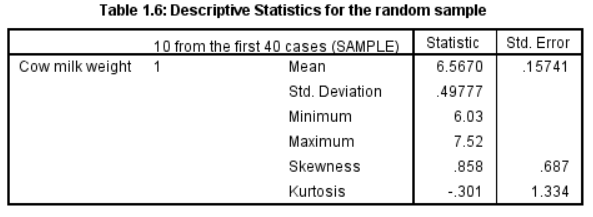 Table 1.6: Descriptive Statistics for the random sample
10 from the first 40 cases (SAMPLE) Statistic Std. Error
Cow milk weight 1 Mean 6.5670 .15741
Std. Deviation .49777
Minimum 6.03
Maximum 7.52
Skewness .858 .687
Kurtosis -.301 1.334